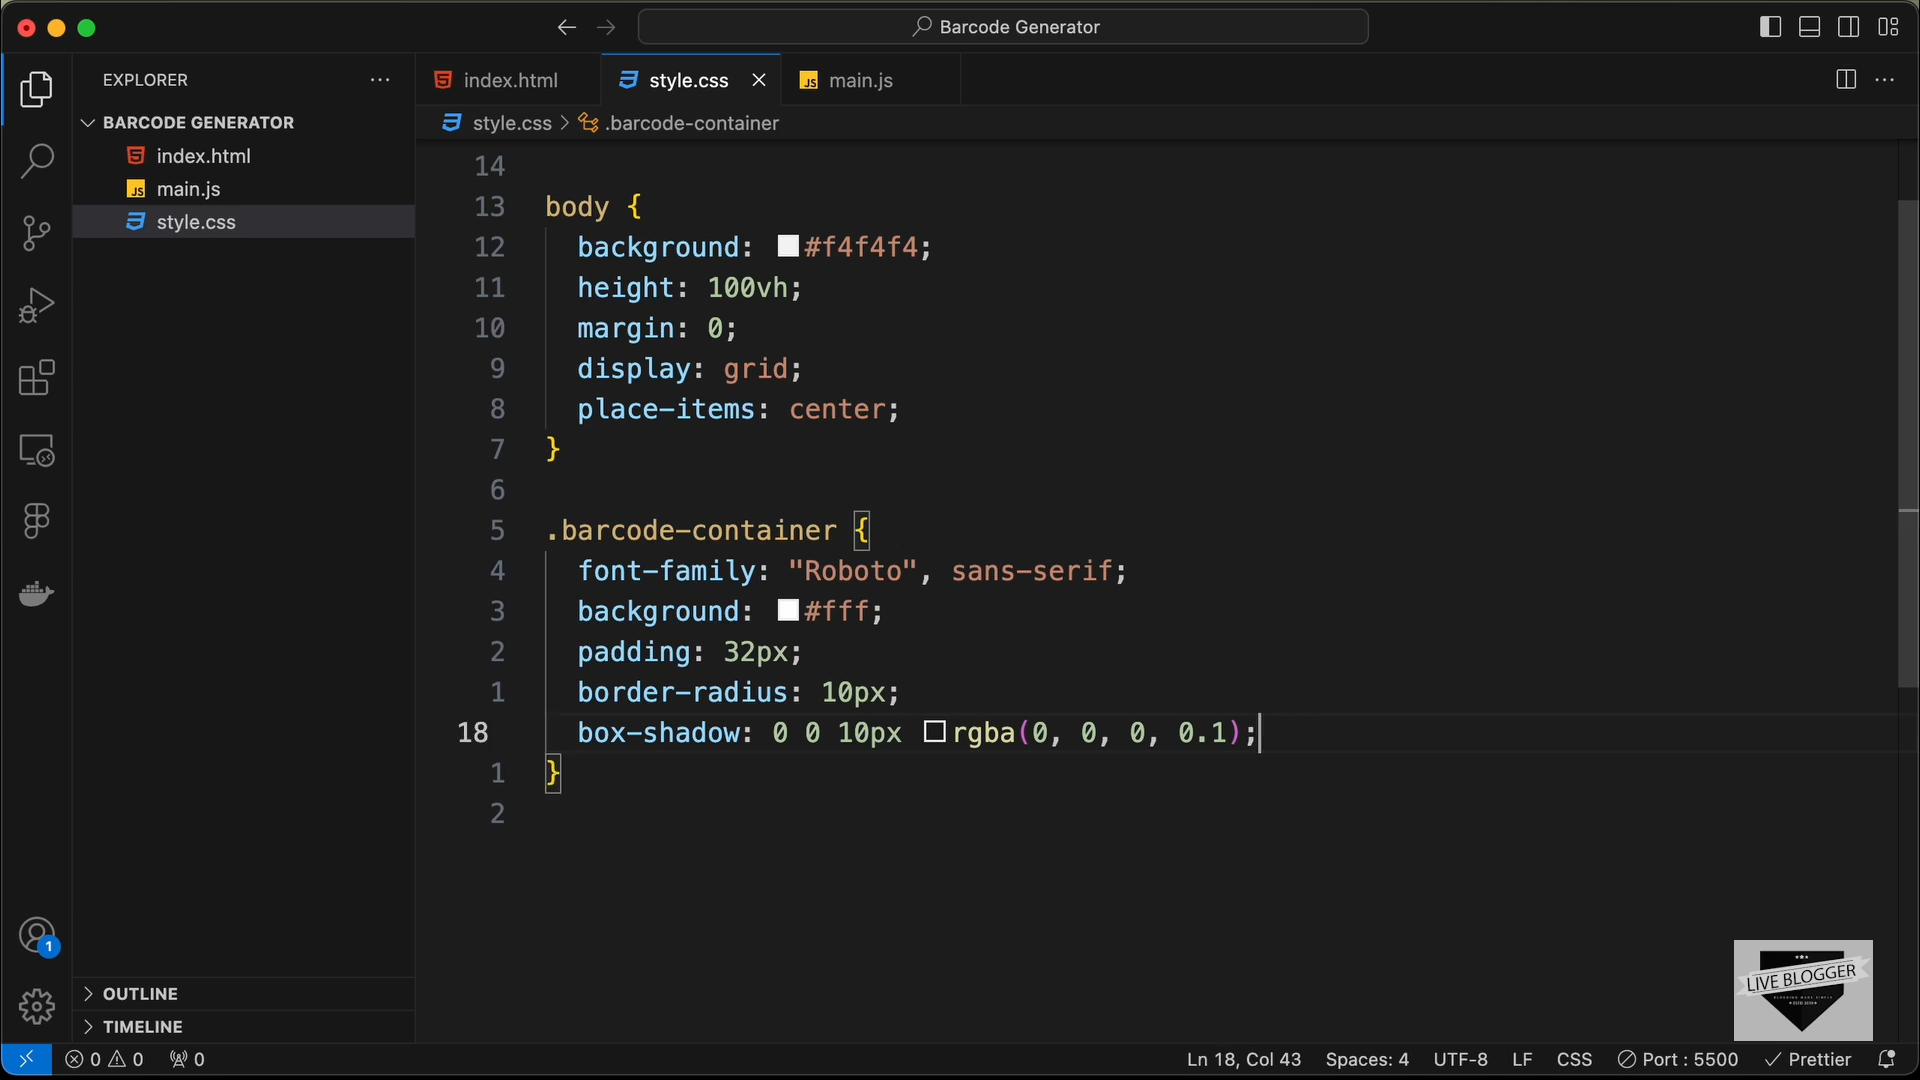 Barcode Generator
EXPLORER
index.html
style.css
main.js
BARCODE GENERATOR
style.css > .barcode-container
index.html
main.js
style.css
14
13 body {
12 background: #f4f4f4;
11 height: 100vh;
10 margin: 0;
9 display: grid;
8 place-items: center;
7 }
6
5 .barcode-container {
4 font-family: "Roboto", sans-serif;
3 background: #fff;
2 padding: 32px;
1 border-radius: 10px;
18 box-shadow: 0 0 10px rgba(0, 0, 0, 0.1);
1 }
2
1
LIVE BLOGGER
OUTLINE
TIMELINE
0 0 0 Ln 18, Col 43 Spaces: 4 UTF-8 LF CSS Port : 5500 Prettier